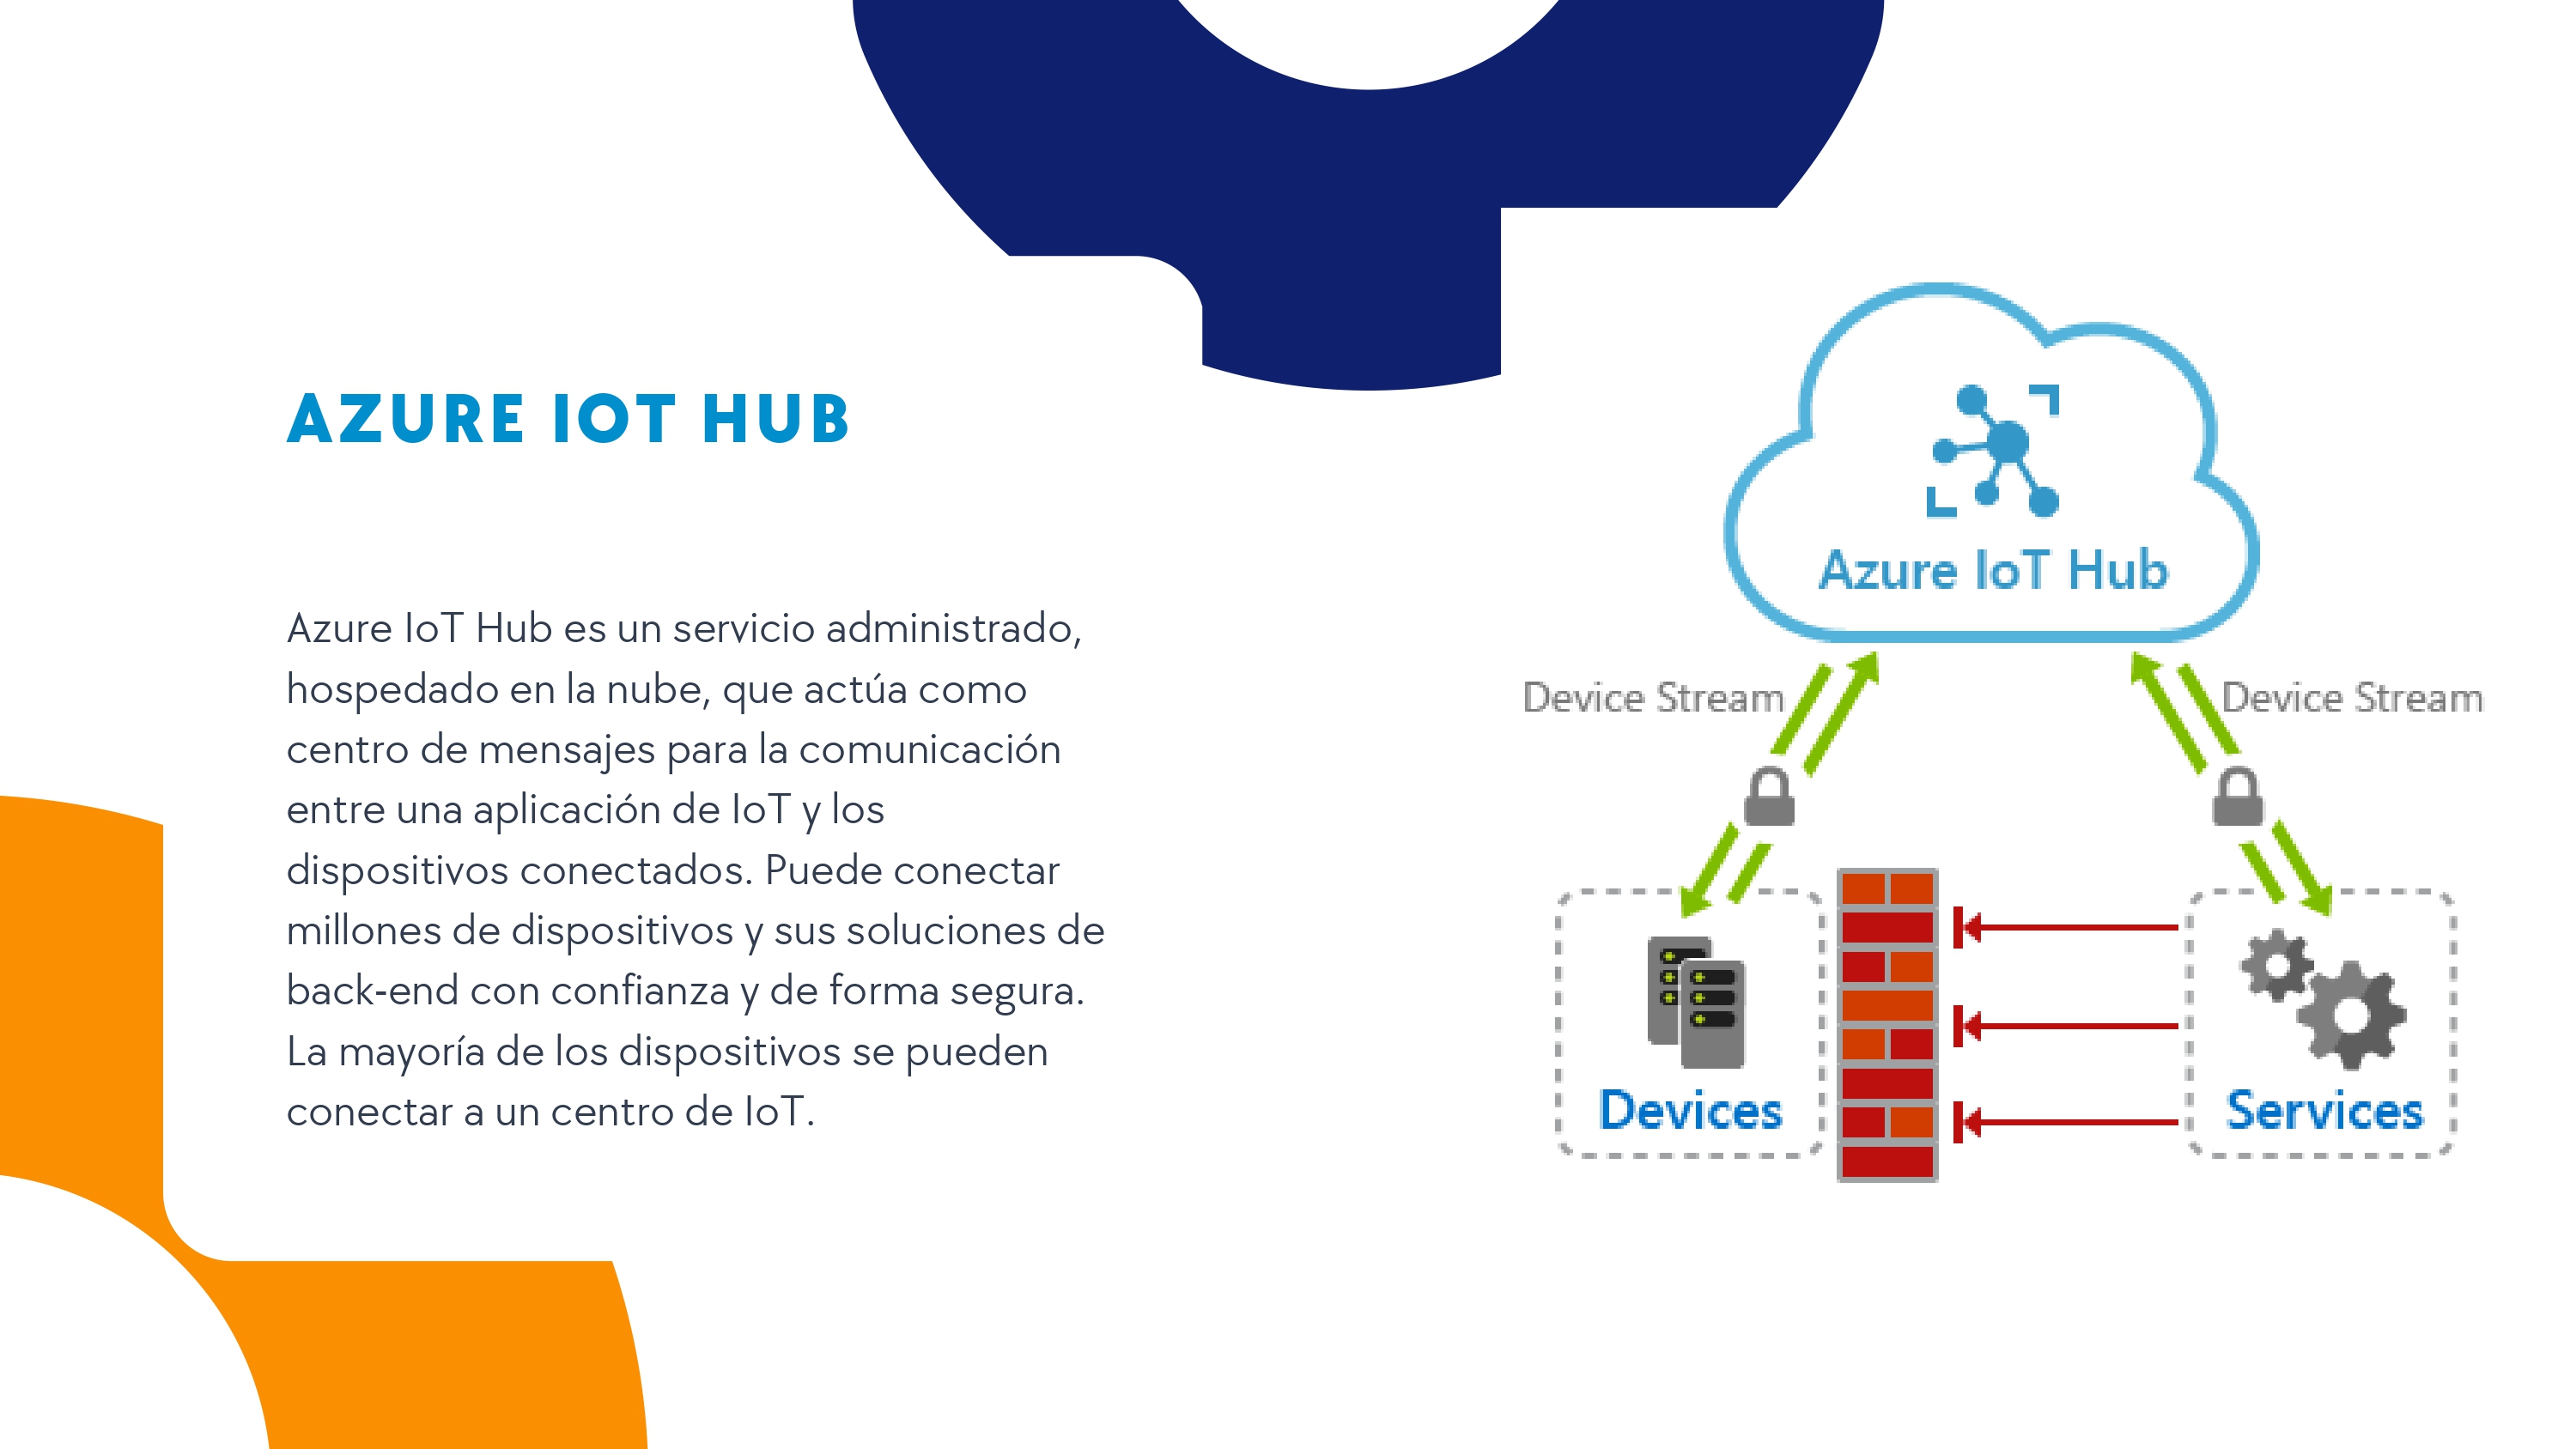 AZURE IOT HUB
Azure IoT Hub es un servicio administrado,
hospedado en la nube, que actúa como
centro de mensajes para la comunicación
entre una aplicación de IoT y los
dispositivos conectados. Puede conectar
millones de dispositivos y sus soluciones de
back-end con confianza y de forma segura.
La mayoría de los dispositivos se pueden
conectar a un centro de IoT.
Azure IoT Hub
Device Stream
Device Stream
Devices
Services